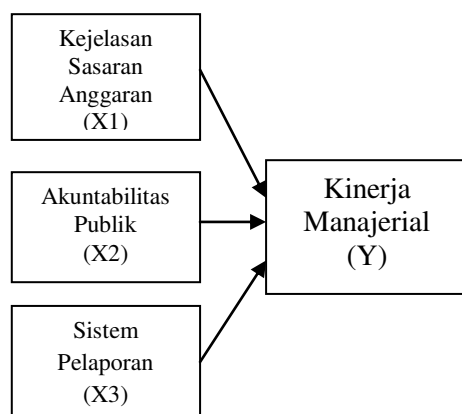 Kejelasan
Sasaran
Anggaran
(X1)
Akuntabilitas
Publik
(X2)
Sistem
Pelaporan
(X3)
Kinerja
Manajerial
(Y)